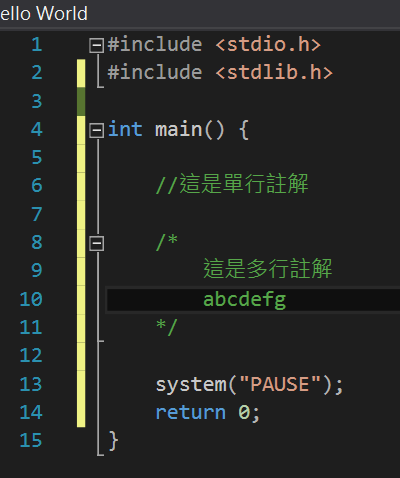 ello World
1 #include <stdio.h>
2 #include <stdlib.h>
3
4 int main() {
5
6 //這是單行註解
7
8 /*
9 這是多行註解
10 abcdefg
11 */
12
13 system("PAUSE");
14 return 0;
15 }